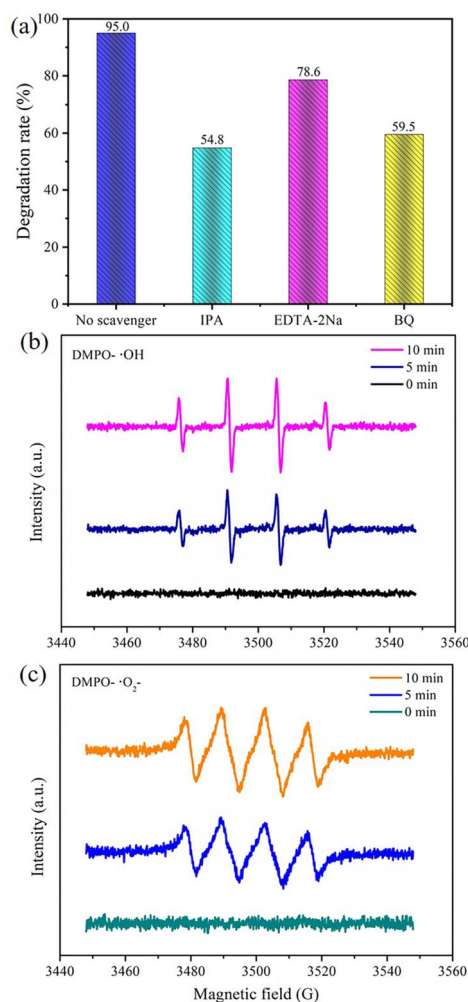 (a)
100
80
60
40
20
0
Degradation rate (%)
95.0
54.8
78.6
59.5
No scavenger IPA EDTA-2Na BQ
(b)
DMPO- ·OH
10 min
5 min
0 min
Intensity (a.u.)
3440 3460 3480 3500 3520 3540 3560
(c)
DMPO- ·O₂-
10 min
5 min
0 min
Intensity (a.u.)
3440 3460 3480 3500 3520 3540 3560
Magnetic field (G)